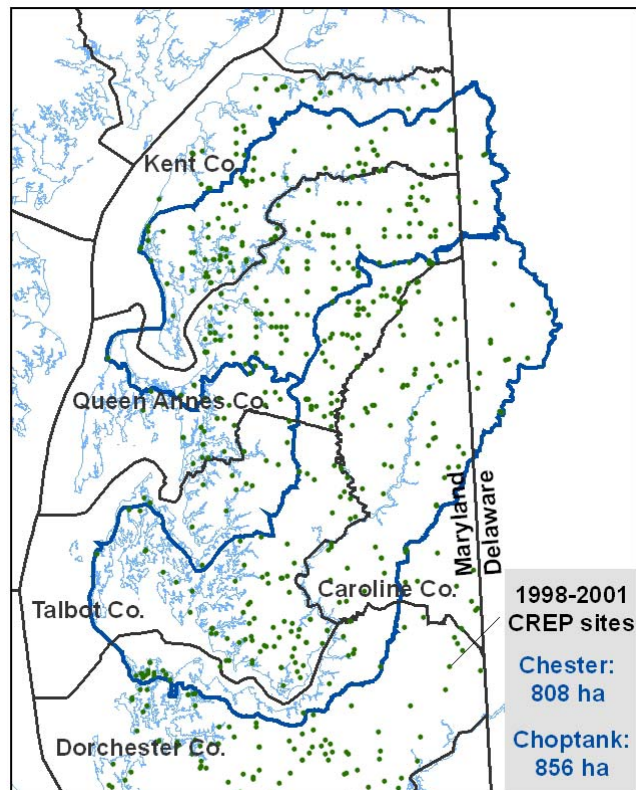 Kent Co.
Queen Annes Co.
Maryland
Delaware
Talbot Co.
Caroline Co.
1998-2001
CREP sites
Chester:
808 ha
Choptank:
856 ha
Dorchester Co.